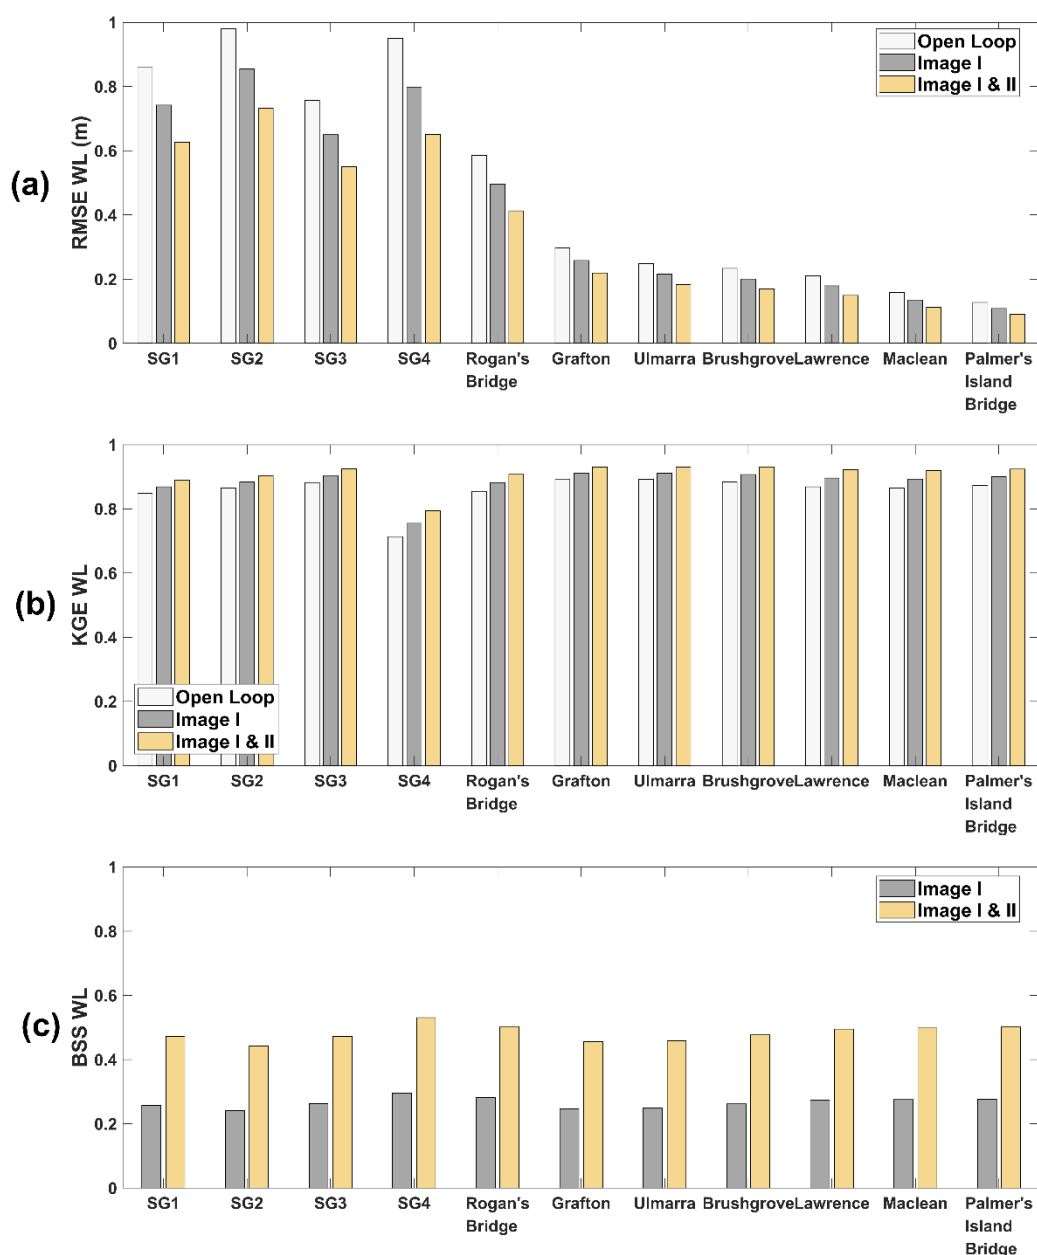 (a)
RMSE WL (m)
1
0.8
0.6
0.4
0.2
0
Open Loop
Image I
Image I & II
SG1 SG2 SG3 SG4 Rogan's Grafton Ulmarra Brushgrove Lawrence Maclean Palmer's
Bridge Island
Bridge
(b)
KGE WL
1
0.8
0.6
0.4
0.2
0
Open Loop
Image I
Image I & II
SG1 SG2 SG3 SG4 Rogan's Grafton Ulmarra Brushgrove Lawrence Maclean Palmer's
Bridge Island
Bridge
(c)
BSS WL
1
0.8
0.6
0.4
0.2
0
Image I
Image I & II
SG1 SG2 SG3 SG4 Rogan's Grafton Ulmarra Brushgrove Lawrence Maclean Palmer's
Bridge Island
Bridge